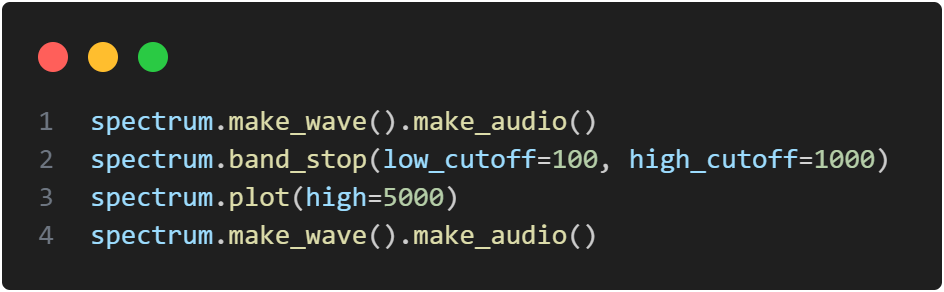 1 spectrum.make_wave().make_audio()
2 spectrum.band_stop(low_cutoff=100, high_cutoff=1000)
3 spectrum.plot(high=5000)
4 spectrum.make_wave().make_audio()